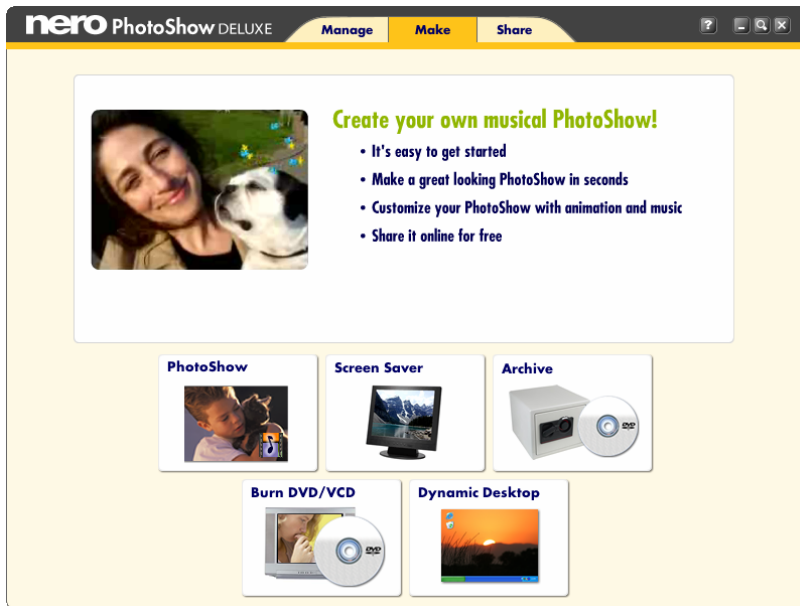 nero PhotoShow DELUXE
Manage
Make
Share
?
Create your own musical PhotoShow!
• It's easy to get started
• Make a great looking PhotoShow in seconds
• Customize your PhotoShow with animation and music
• Share it online for free
PhotoShow
Screen Saver
Archive
DVD
Burn DVD/VCD
Dynamic Desktop
DVD